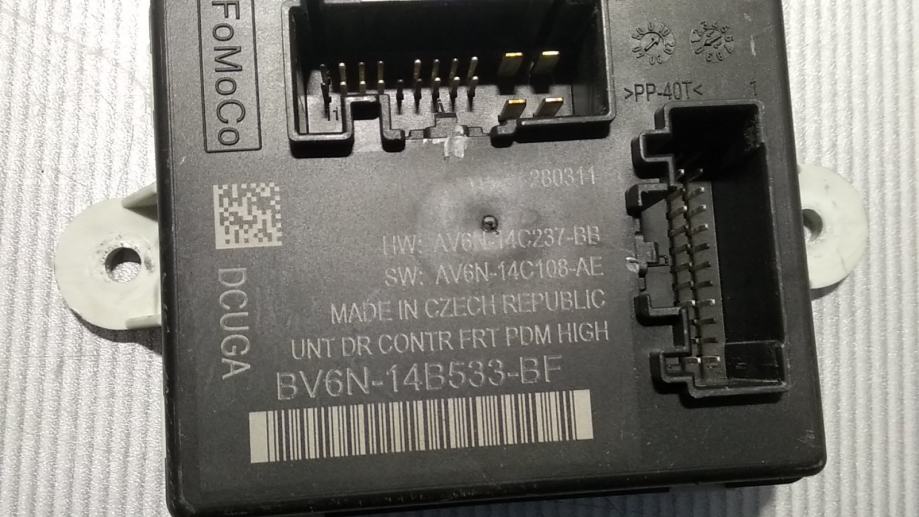 FoMoCo
>PP-40T<
1
280311
HW: AV6N-14C237-BB
SW: AV6N-14C108-AE
MADE IN CZECH REPUBLIC
UNT DR CONTR FRT PDM HIGH
BV6N-14B533-BF
DCUGA